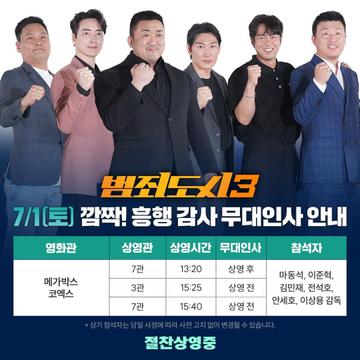 범죄도시3
7/1(토) 깜짝! 흥행 감사 무대인사 안내
영화관 상영관 상영시간 무대인사 참석자
메가박스 코엑스
7관 13:20 상영 후
3관 15:25 상영 전
7관 15:40 상영 전
마동석, 이준혁,
김민재, 전석호,
안세호, 이상용 감독
* 상기 참석자는 당일 사정에 따라 사전 고지 없이 변경될 수 있습니다.
절찬상영중